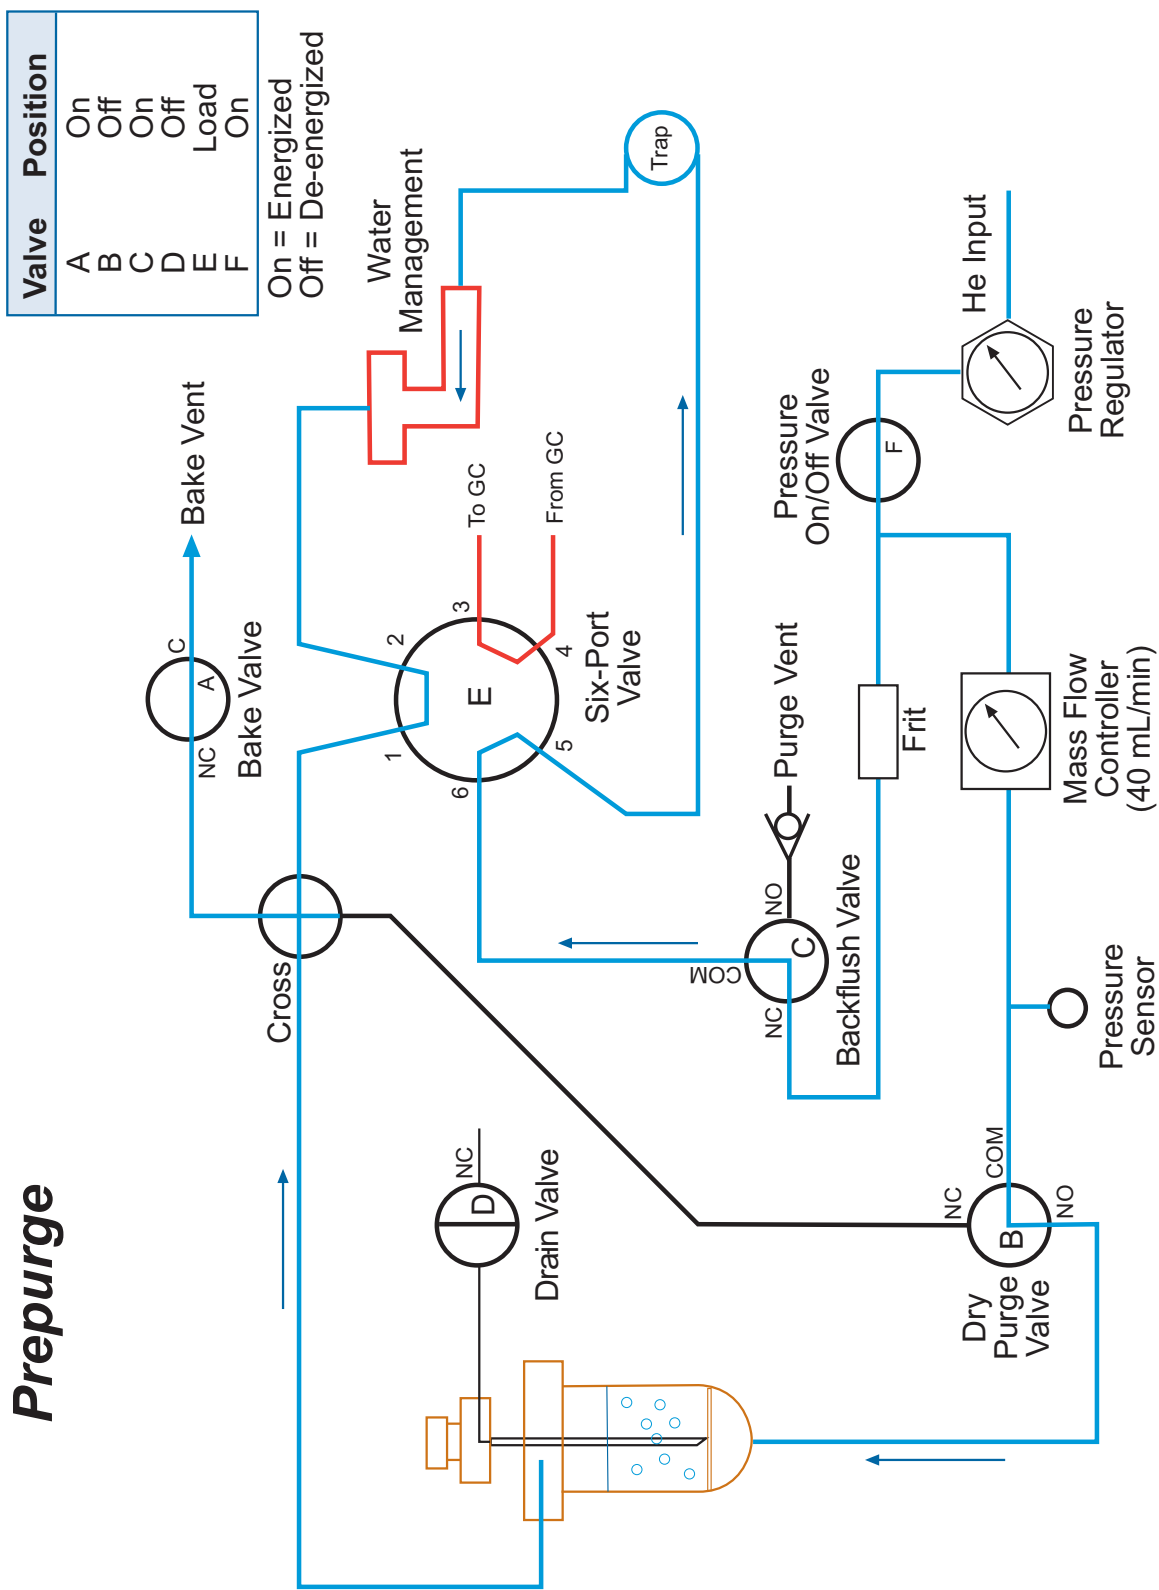 Prepurge
Valve Position
A On
B Off
C On
D Off
E Load
F On
On = Energized
Off = De-energized
Bake Vent
C
A
NC
Bake Valve
Water
Management
Trap
Cross
1
2
3
4
5
6
E
To GC
From GC
Six-Port
Valve
Purge Vent
NO
C
COM
NC
Backflush Valve
Pressure
On/Off Valve
F
He Input
Pressure
Regulator
Frit
Mass Flow
Controller
(40 mL/min)
Pressure
Sensor
NC
D
Drain Valve
NC
COM
B
NO
Dry
Purge
Valve